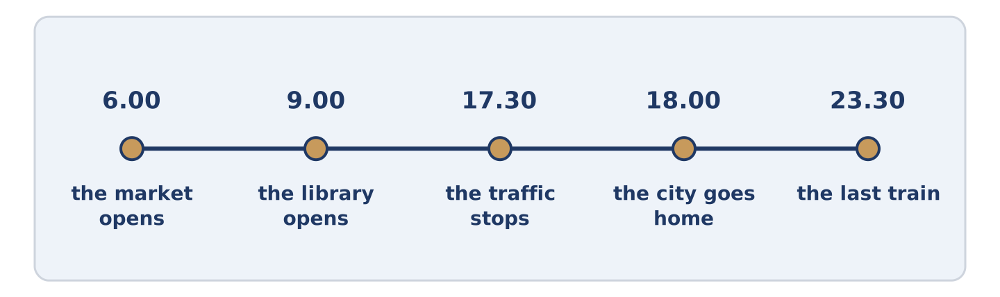 6.00 9.00 17.30 18.00 23.30
the market opens
the library opens
the traffic stops
the city goes home
the last train